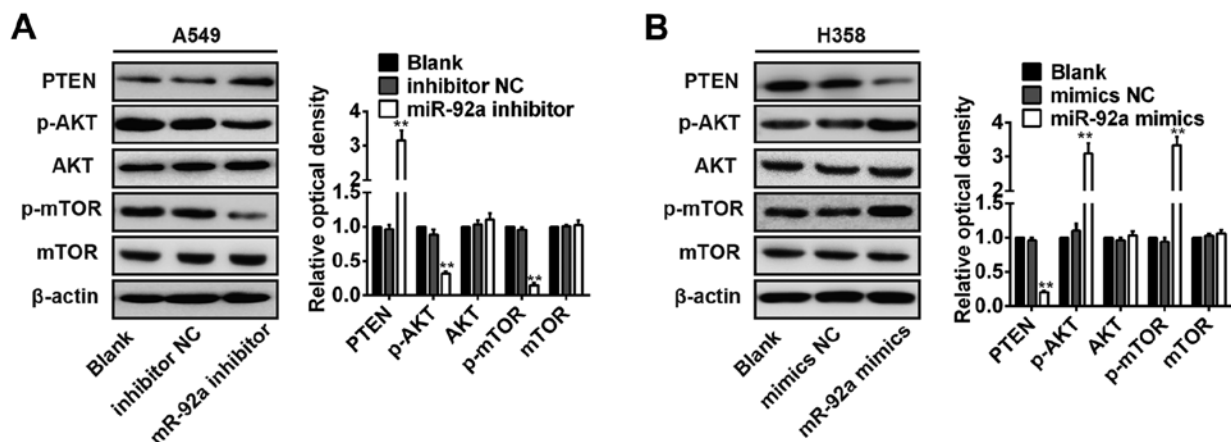 A
A549
PTEN
p-AKT
AKT
p-mTOR
mTOR
β-actin
Blank
inhibitor NC
mR-92a inhibitor
Blank
inhibitor NC
miR-92a inhibitor
Relative optical density
4
3
2
1.5
1.0
0.5
0.0
**
**
**
PTEN
p-AKT
AKT
p-mTOR
mTOR
B
H358
PTEN
p-AKT
AKT
p-mTOR
mTOR
β-actin
Blank
mimics NC
mR-92a mimics
Blank
mimics NC
miR-92a mimics
Relative optical density
4
3
2
1.5
1.0
0.5
0.0
**
**
**
PTEN
p-AKT
AKT
p-mTOR
mTOR